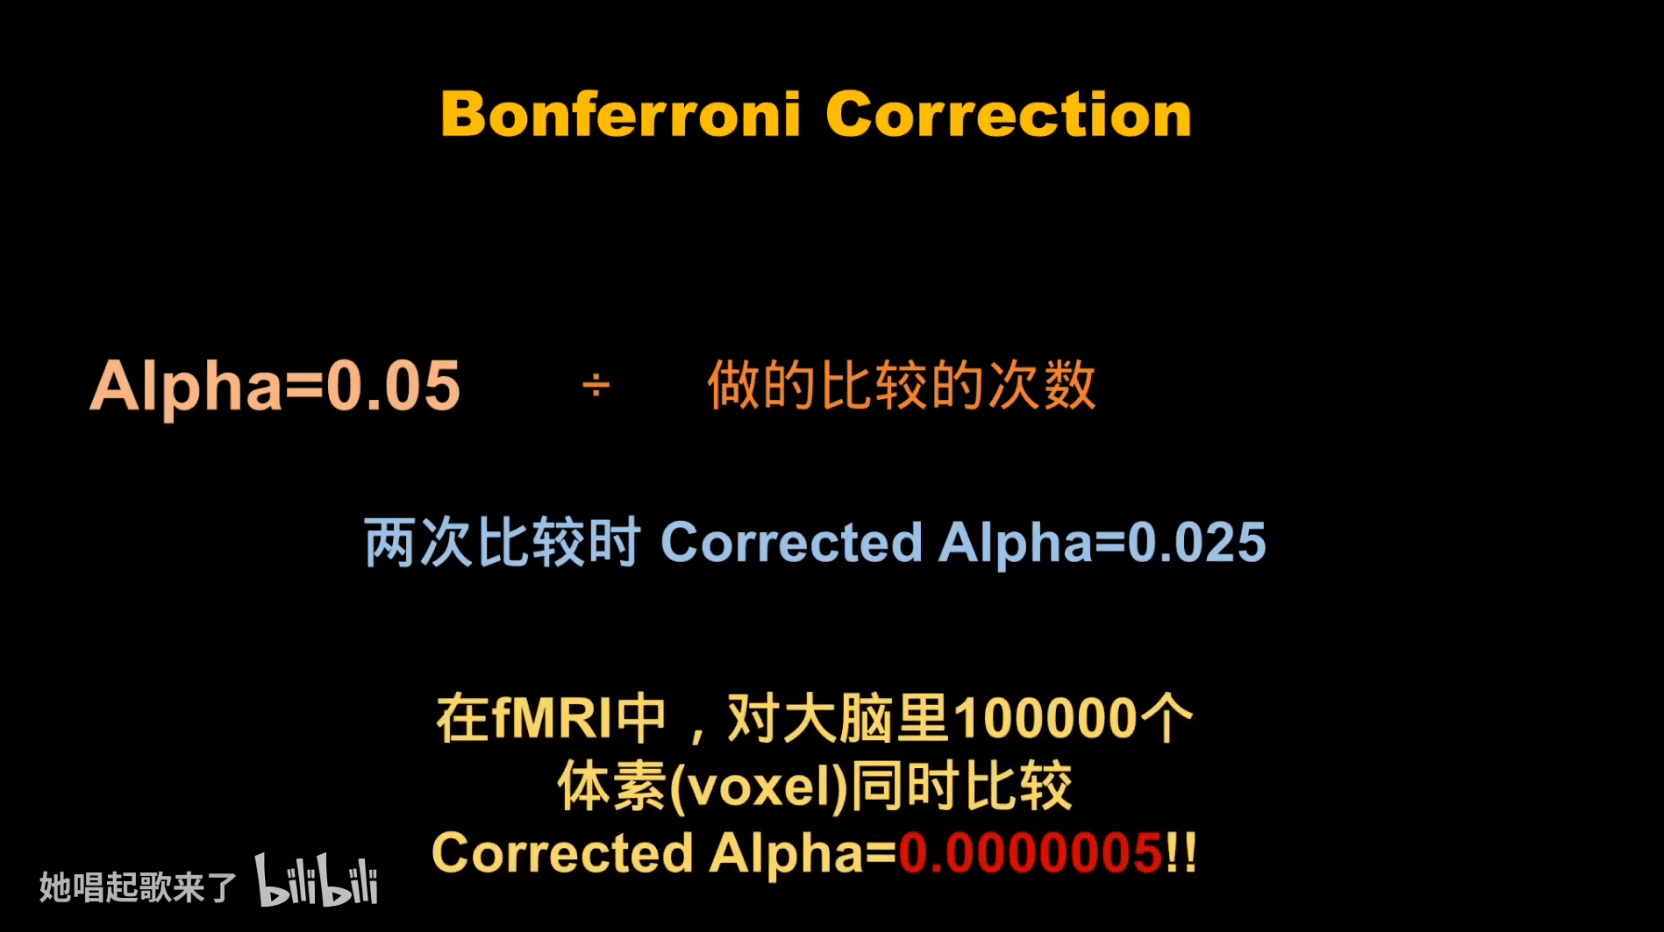 Bonferroni Correction
Alpha=0.05 ÷ 做的比较的次数
两次比较时 Corrected Alpha=0.025
在fMRI中，对大脑里100000个
体素(voxel)同时比较
Corrected Alpha=0.0000005!!
她唱起歌来了 bilibili